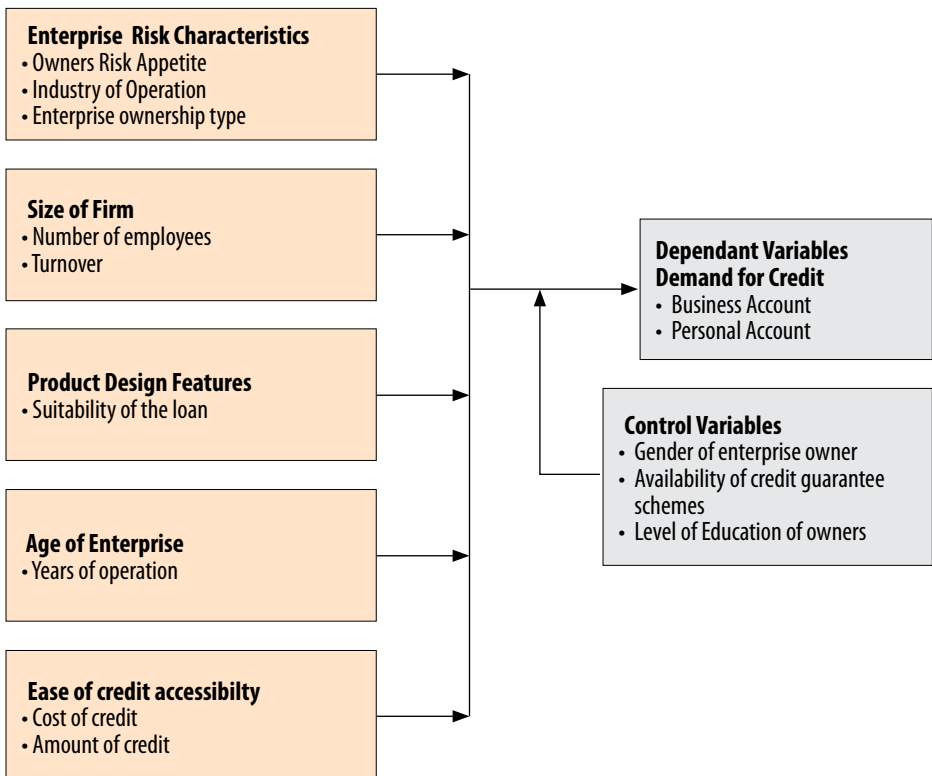 Enterprise Risk Characteristics
• Owners Risk Appetite
• Industry of Operation
• Enterprise ownership type
Size of Firm
• Number of employees
• Turnover
Product Design Features
• Suitability of the loan
Age of Enterprise
• Years of operation
Ease of credit accessibilty
• Cost of credit
• Amount of credit
Dependant Variables
Demand for Credit
• Business Account
• Personal Account
Control Variables
• Gender of enterprise owner
• Availability of credit guarantee
schemes
• Level of Education of owners